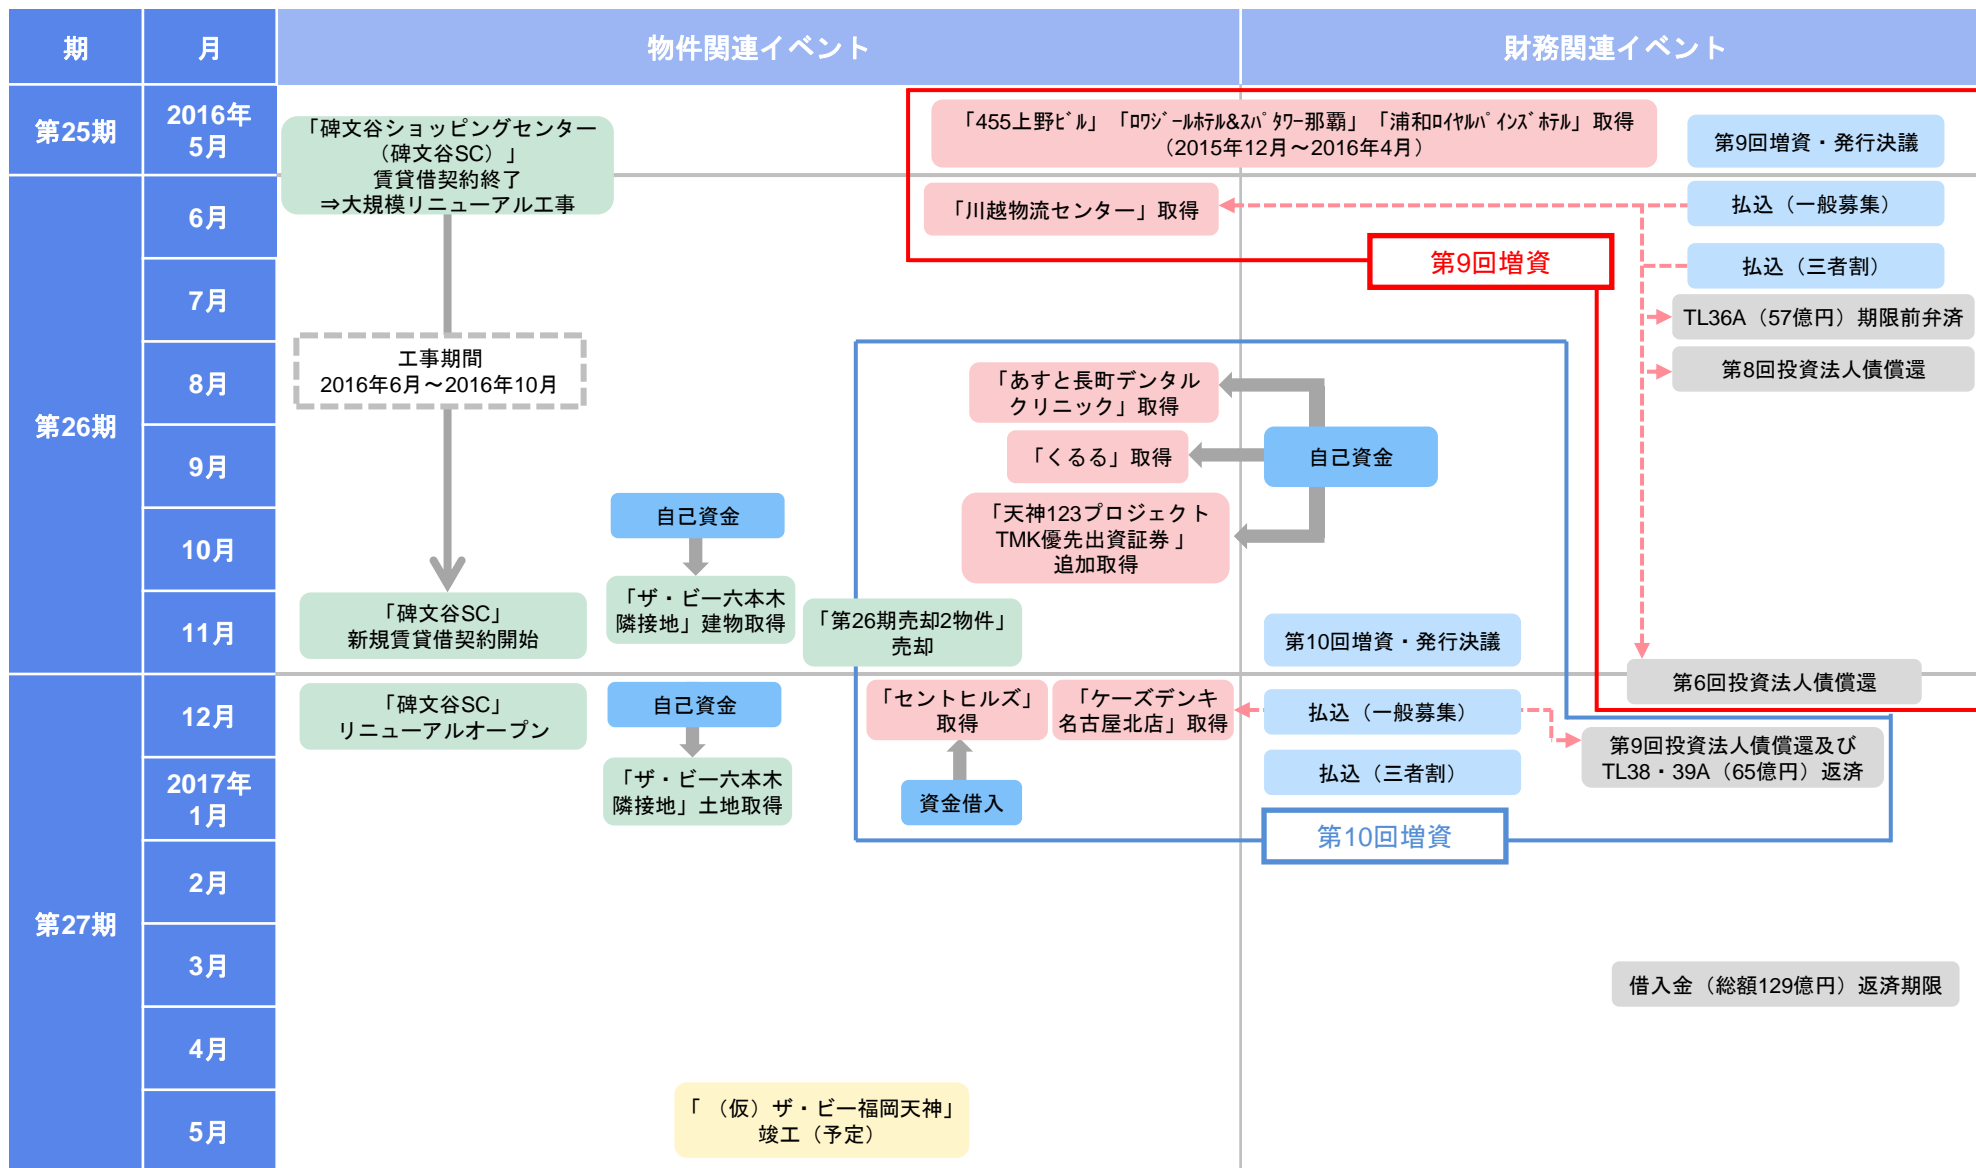 期
月
物件関連イベント
財務関連イベント
第25期
2016年
5月
「碑文谷ショッピングセンター
（碑文谷SC）」
賃貸借契約終了
⇒大規模リニューアル工事
「455上野ﾋﾞﾙ」「ﾛﾜｼﾞｰﾙﾎﾃﾙ&ｽﾊﾟﾀﾜｰ那覇」「浦和ﾛｲﾔﾙﾊﾟｲﾝｽﾞﾎﾃﾙ」取得
（2015年12月～2016年4月）
第9回増資・発行決議
第26期
6月
「川越物流センター」取得
払込（一般募集）
第9回増資
払込（三者割）
7月
TL36A（57億円）期限前弁済
工事期間
2016年6月～2016年10月
8月
「あすと長町デンタル
クリニック」取得
第8回投資法人債償還
9月
「くるる」取得
自己資金
10月
自己資金
「天神123プロジェクト
TMK優先出資証券 」
追加取得
11月
「碑文谷SC」
新規賃貸借契約開始
「ザ・ビー六本木
隣接地」建物取得
「第26期売却2物件」
売却
第10回増資・発行決議
第6回投資法人債償還
第27期
12月
「碑文谷SC」
リニューアルオープン
自己資金
「セントヒルズ」
取得
「ケーズデンキ
名古屋北店」取得
払込（一般募集）
第9回投資法人債償還及び
TL38・39A（65億円）返済
2017年
1月
「ザ・ビー六本木
隣接地」土地取得
資金借入
払込（三者割）
第10回増資
2月
3月
借入金（総額129億円）返済期限
4月
5月
「 （仮）ザ・ビー福岡天神」
竣工（予定）